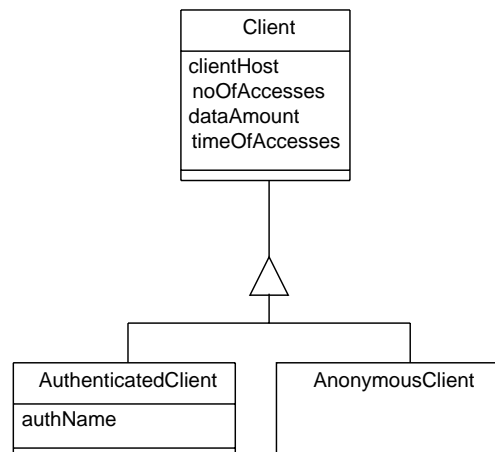 Client
clientHost
noOfAccesses
dataAmount
timeOfAccesses
AuthenticatedClient
AnonymousClient
authName